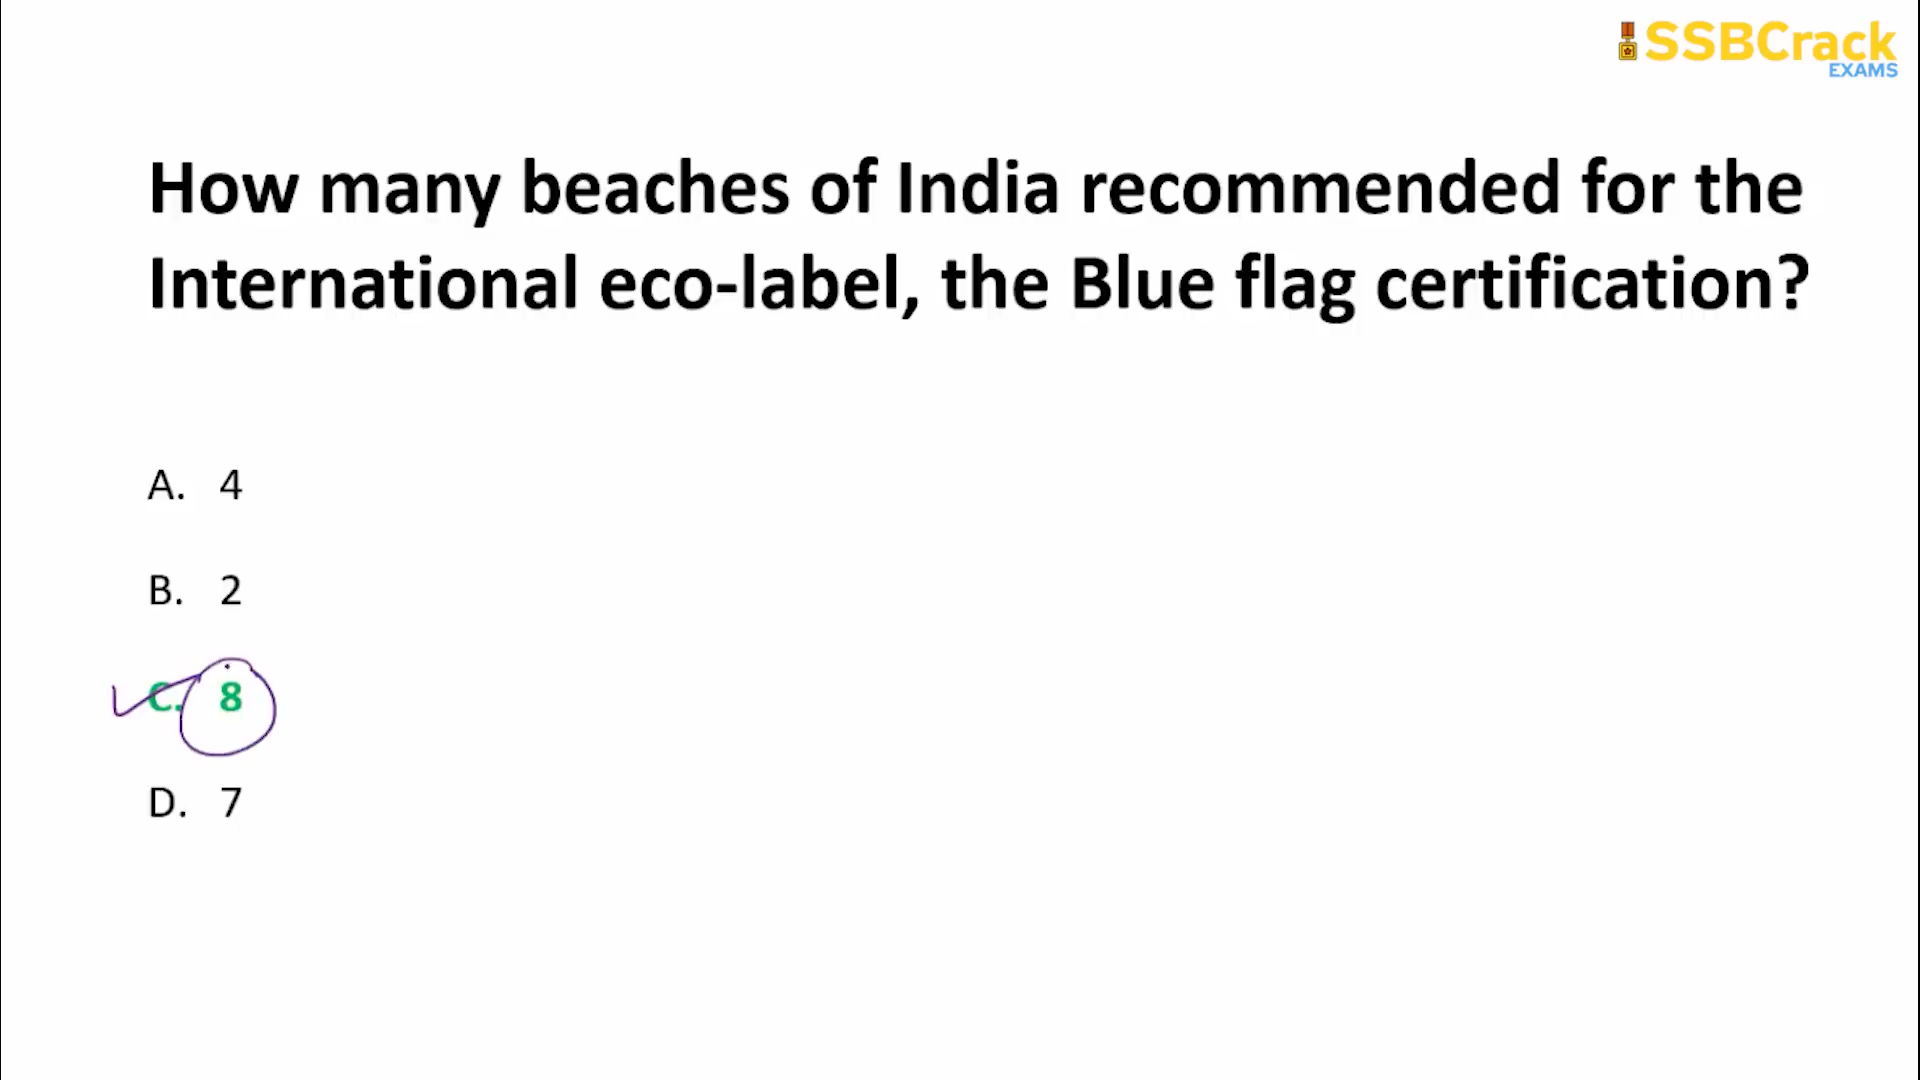 SSBCrack
EXAMS
How many beaches of India recommended for the
International eco-label, the Blue flag certification?
A. 4
B. 2
C. 8
D. 7